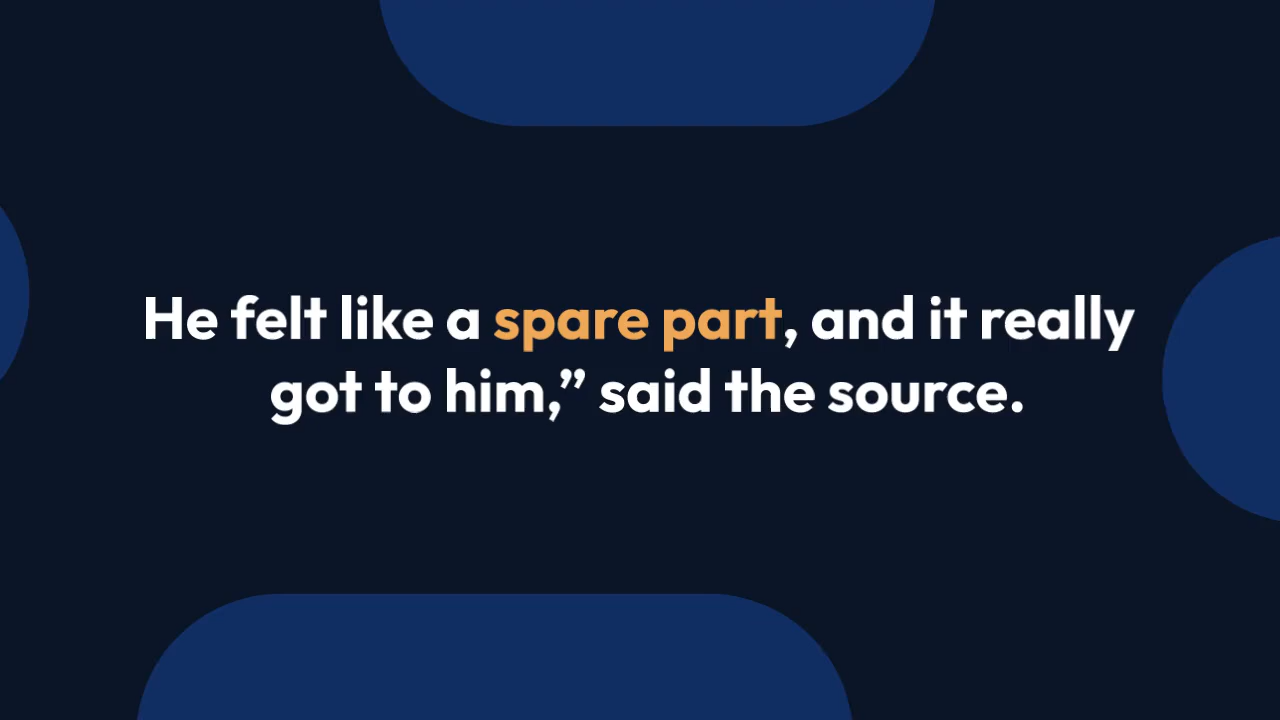 He felt like a spare part, and it really
got to him,” said the source.